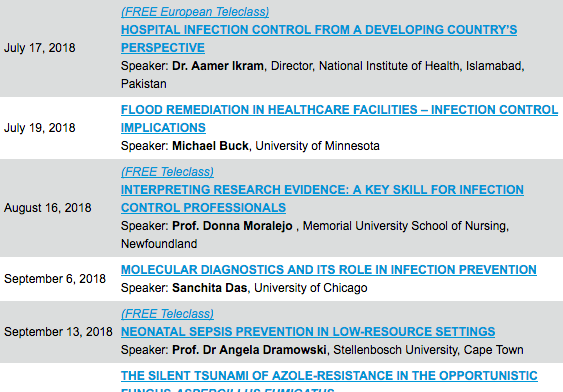 (FREE European Teleclass)
HOSPITAL INFECTION CONTROL FROM A DEVELOPING COUNTRY'S
July 17, 2018
PERSPECTIVE
Speaker: Dr. Aamer Ikram, Director, National Institute of Health, Islamabad,
Pakistan
FLOOD REMEDIATION IN HEALTHCARE FACILITIES – INFECTION CONTROL
July 19, 2018
IMPLICATIONS
Speaker: Michael Buck, University of Minnesota
(FREE Teleclass)
INTERPRETING RESEARCH EVIDENCE: A KEY SKILL FOR INFECTION
August 16, 2018
CONTROL PROFESSIONALS
Speaker: Prof. Donna Moralejo , Memorial University School of Nursing,
Newfoundland
MOLECULAR DIAGNOSTICS AND ITS ROLE IN INFECTION PREVENTION
September 6, 2018
Speaker: Sanchita Das, University of Chicago
(FREE Teleclass)
September 13, 2018
NEONATAL SEPSIS PREVENTION IN LOW-RESOURCE SETTINGS
Speaker: Prof. Dr Angela Dramowski, Stellenbosch University, Cape Town
THE SILENT TSUNAMI OF AZOLE-RESISTANCE IN THE OPPORTUNISTIC
FUNGUS ASPERGILLUS FUMIGATUS